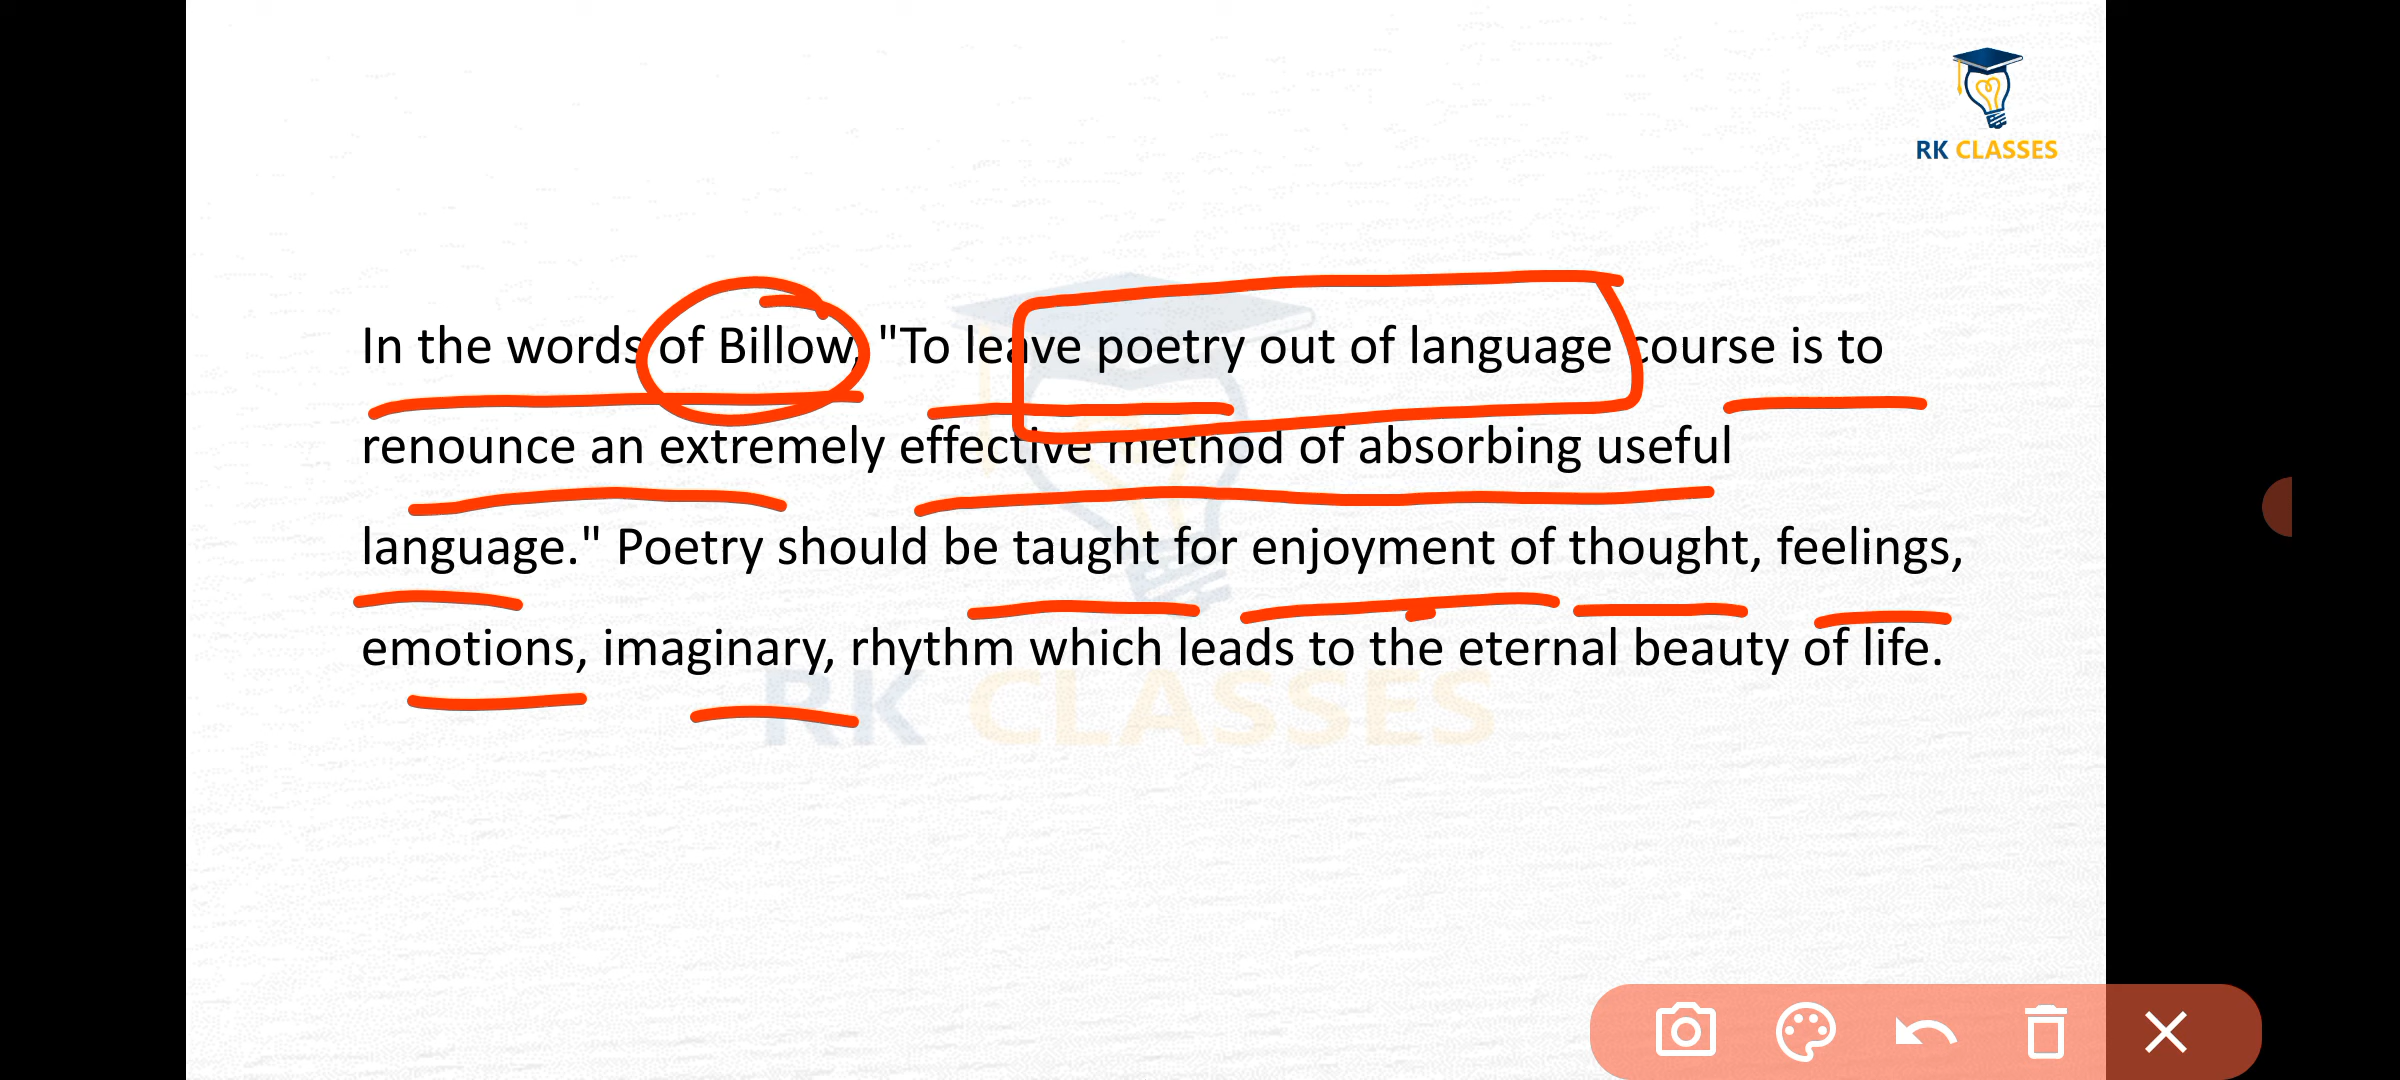 RK CLASSES
In the words of Billow, "To leave poetry out of language course is to
renounce an extremely effective method of absorbing useful
language." Poetry should be taught for enjoyment of thought, feelings,
emotions, imaginary, rhythm which leads to the eternal beauty of life.
RK CLASSES